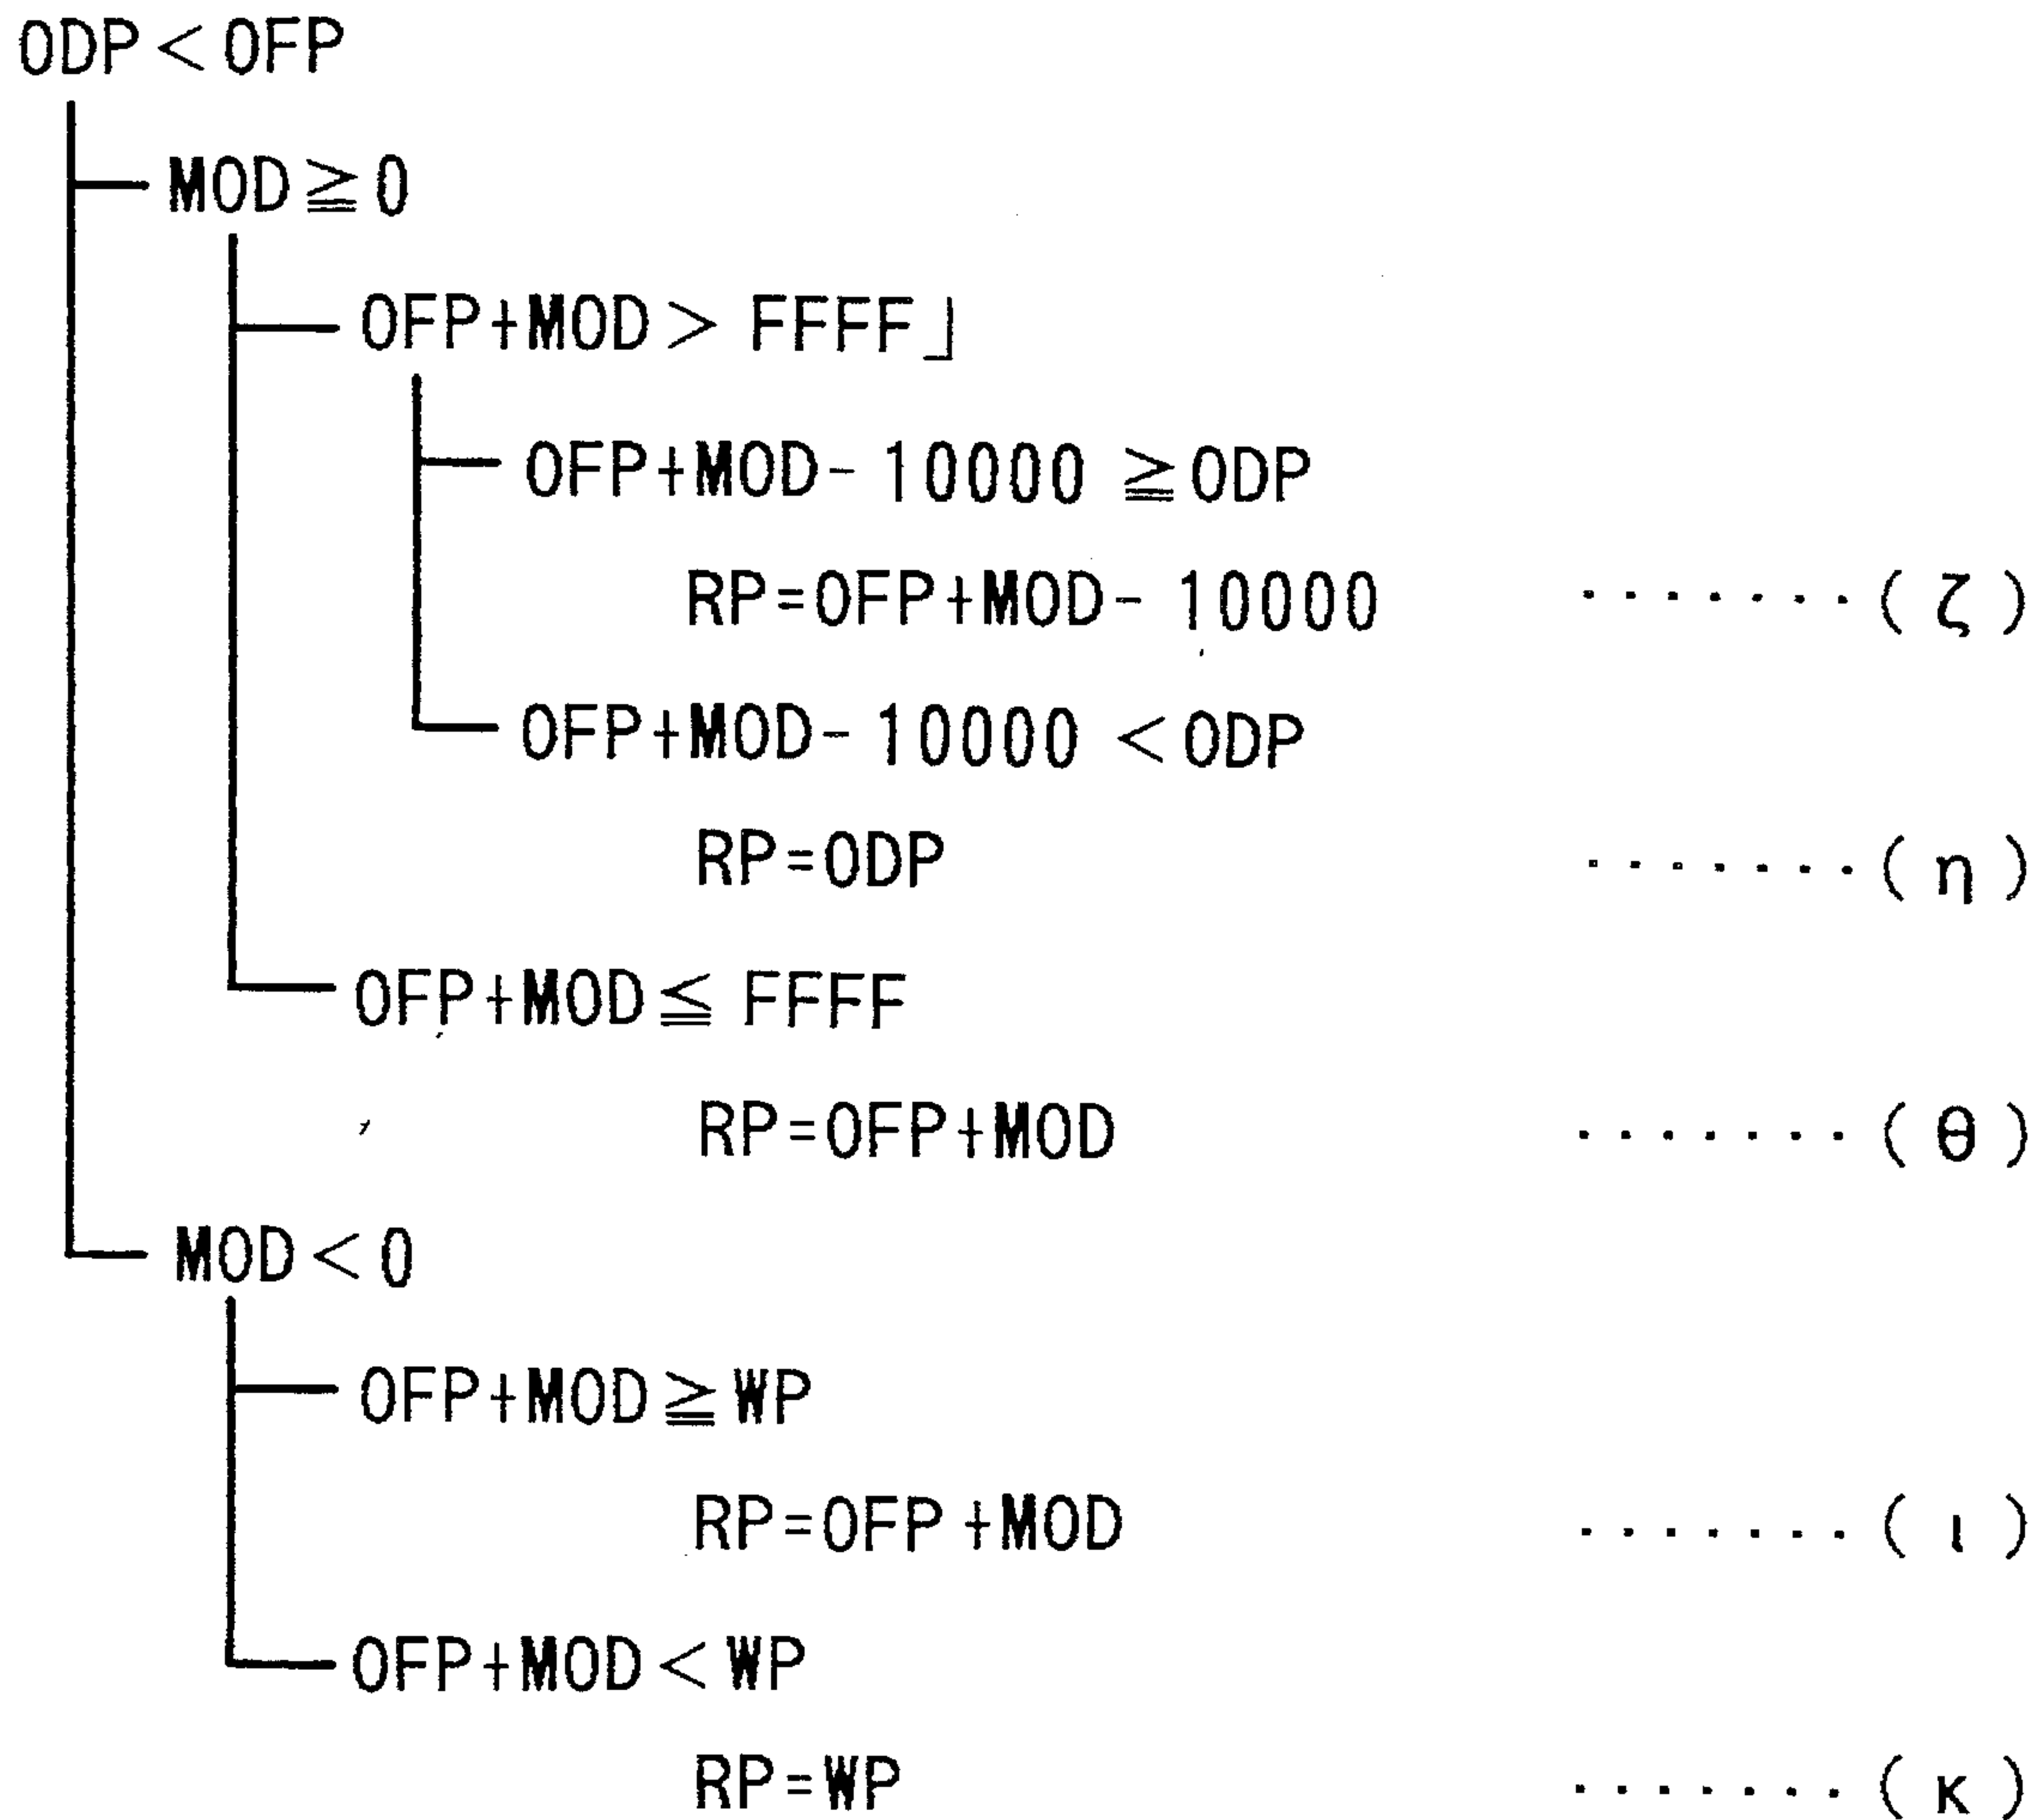 ODP<OFP
MOD≧0
OFP+MOD> FFFF」
OFP+MOD-10000 ≧ODP
RP=OFP+MOD-10000 ·······(ζ)
OFP+MOD-10000 <ODP
RP=ODP ·······(η)
OFP+MOD≦ FFFF
RP=OFP+MOD ·······(θ)
MOD<0
OFP+MOD≧WP
RP=OFP+MOD ·······(ι)
OFP+MOD<WP
RP=WP ·······(κ)